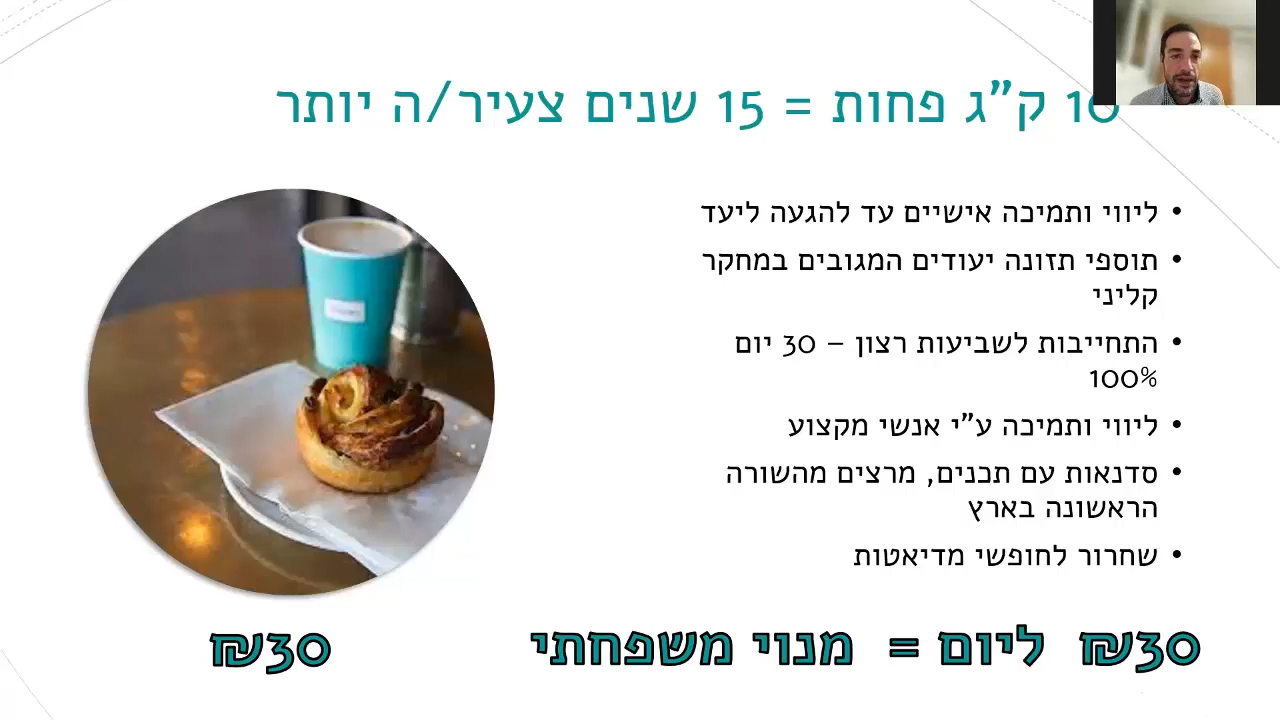 10 ק"ג פחות = 15 שנים צעיר/ה יותר
• ליווי ותמיכה אישיים עד להגעה ליעד
• תוספי תזונה יעודים המגובים במחקר
קליני
• התחייבות לשביעות רצון – 30 יום
100%
• ליווי ותמיכה ע"י אנשי מקצוע
• סדנאות עם תכנים, מרצים מהשורה
הראשונה בארץ
• שחרור לחופשי מדיאטות
₪30 ליום = מנוי משפחתי
₪30